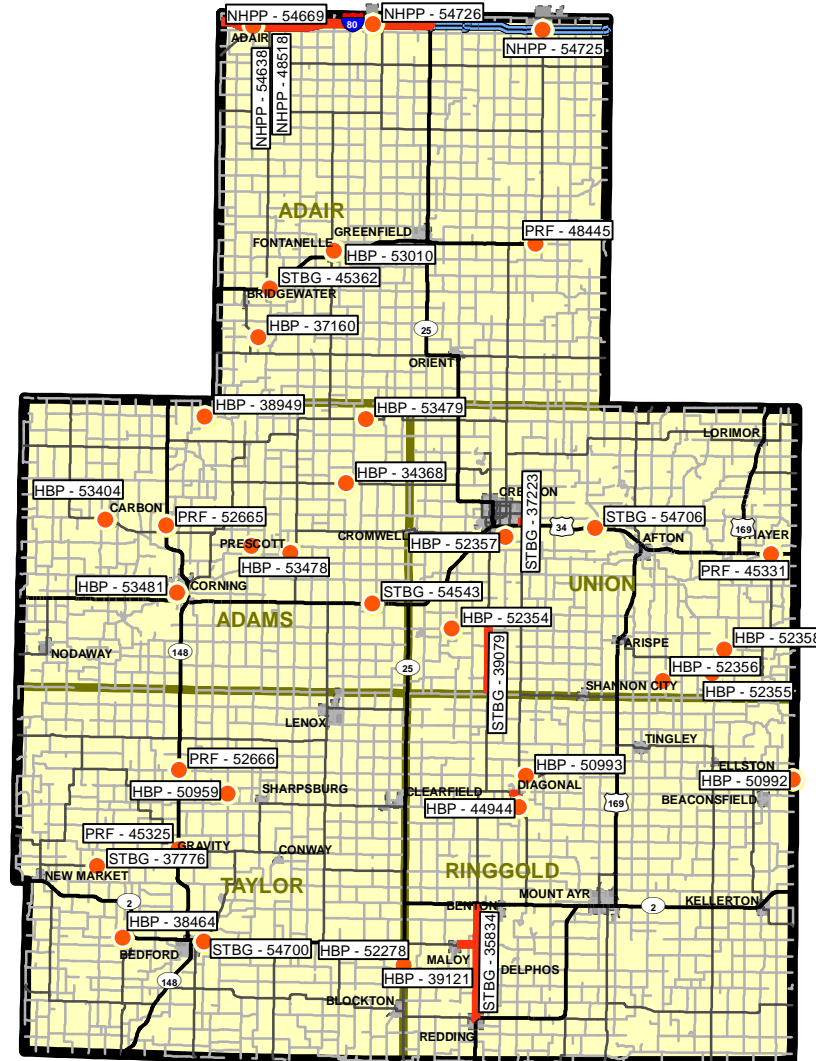 NHPP - 54669
NHPP - 54726
80
ADAIR
NHPP - 54725
NHPP - 54638
NHPP - 48518
ADAIR
GREENFIELD
PRF - 48445
FONTANELLE
HBP - 53010
STBG - 45362
BRIDGEWATER
HBP - 37160
25
ORIENT
HBP - 38949
HBP - 53479
LORIMOR
HBP - 34368
HBP - 53404
CARBON
CRESTON
STBG - 37223
PRF - 52665
STBG - 54706
34
169
THAYER
CROMWELL
HBP - 52357
AFTON
PRESCOTT
HBP - 53478
PRF - 45331
HBP - 53481
CORNING
STBG - 54543
UNION
ADAMS
HBP - 52354
HBP - 52358
ARISPE
NODAWAY
148
25
STBG - 39079
HBP - 52356
SHANNON CITY
HBP - 52355
LENOX
TINGLEY
PRF - 52666
HBP - 50993
ELLSTON
HBP - 50959
SHARPSBURG
CLEARFIELD
DIAGONAL
HBP - 50992
HBP - 44944
169
BEACONSFIELD
PRF - 45325
GRAVITY
CONWAY
STBG - 37776
NEW MARKET
TAYLOR
RINGGOLD
MOUNT AYR
2
BENTON
2
KELLERTON
HBP - 38464
STBG - 54700
HBP - 52278
BEDFORD
MALOY
STBG - 35834
HBP - 39121
DELPHOS
148
BLOCKTON
REDDING